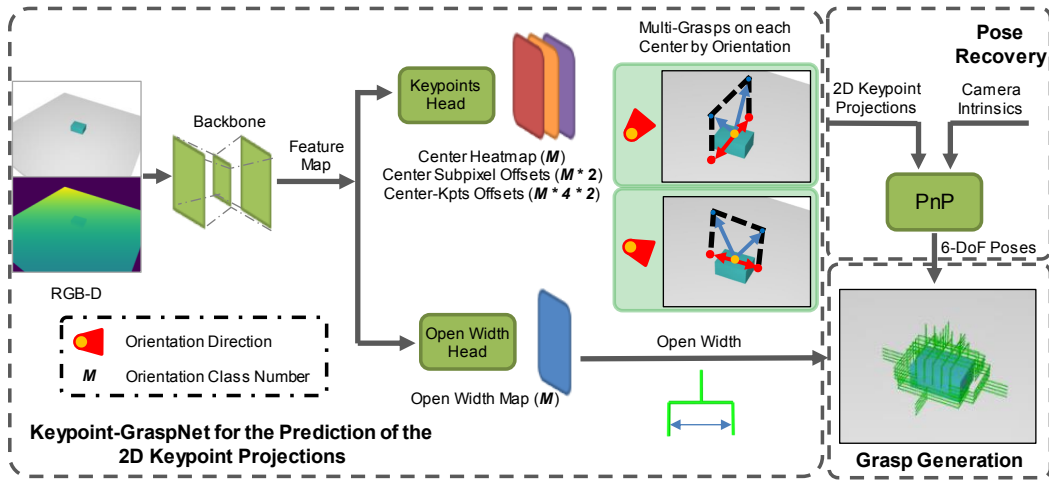 Multi-Grasps on each
Center by Orientation
Pose
Recovery
Keypoints
Head
2D Keypoint
Projections
Camera
Intrinsics
Backbone
Feature
Map
Center Heatmap (M)
Center Subpixel Offsets (M * 2)
Center-Kpts Offsets (M * 4 * 2)
PnP
6-DoF Poses
RGB-D
Orientation Direction
M Orientation Class Number
Open Width
Head
Open Width
Open Width Map (M)
Keypoint-GraspNet for the Prediction of the
2D Keypoint Projections
Grasp Generation